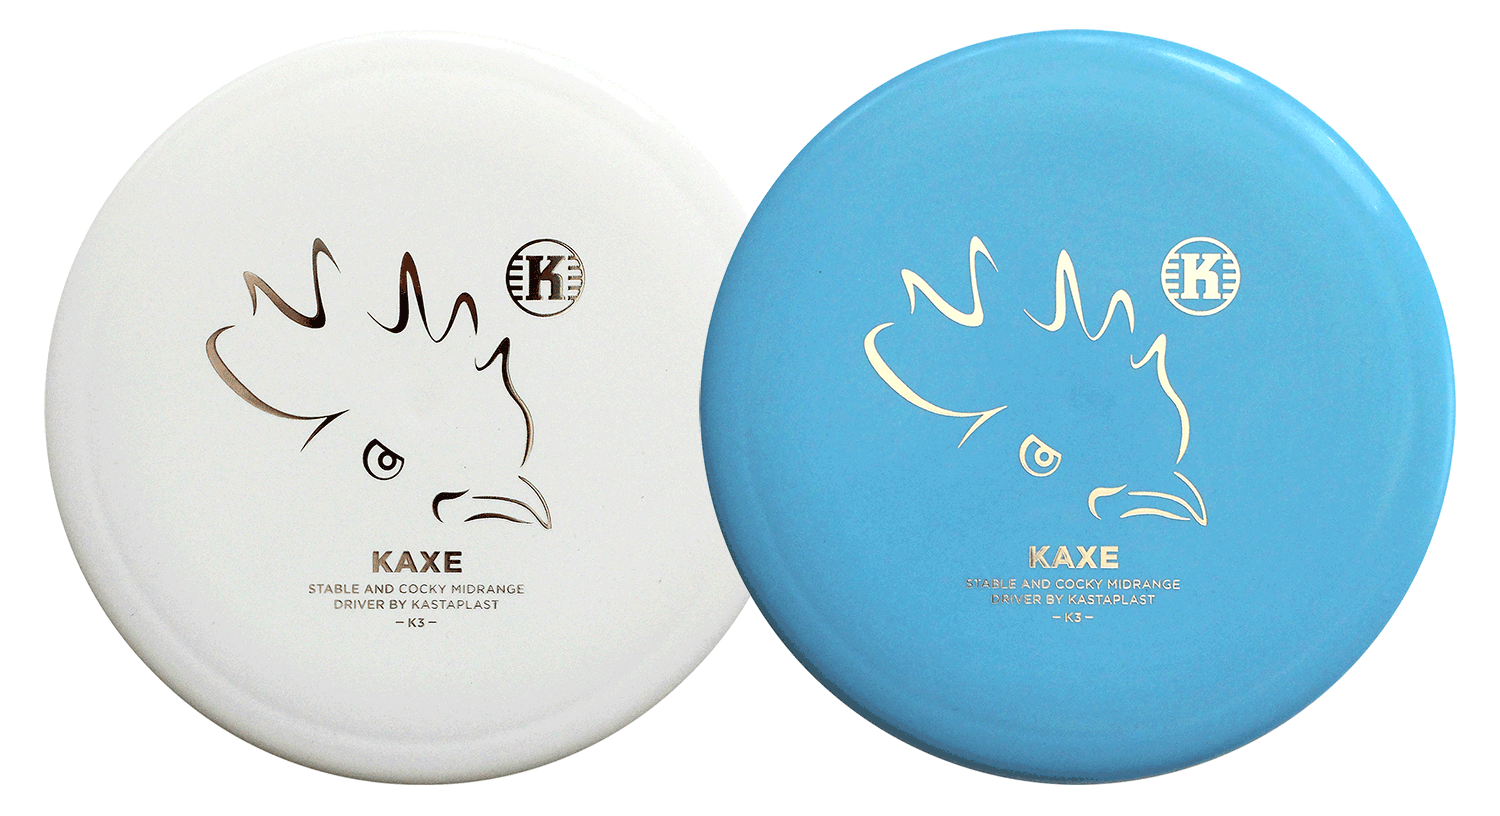 K
KAXE
STABLE AND COCKY MIDRANGE
DRIVER BY KASTAPLAST
– K3 –
K
KAXE
STABLE AND COCKY MIDRANGE
DRIVER BY KASTAPLAST
– K3 –